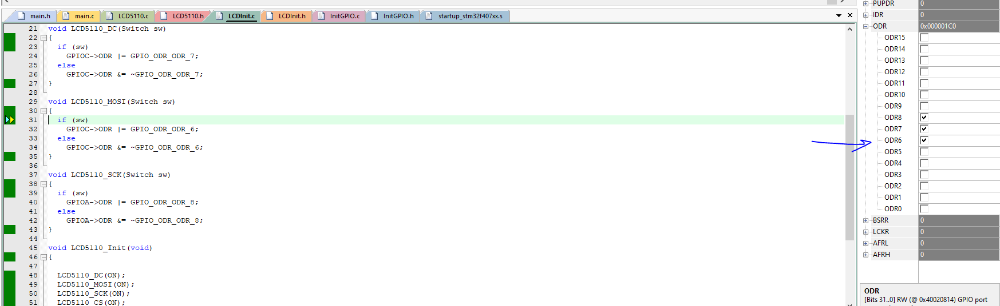 main.h main.c LCD5110.c LCD5110.h LCDInit.c LCDInit.h InitGPIO.c InitGPIO.h startup_stm32f407xx.s
21 void LCD5110_DC(Switch sw)
22 {
23 if (sw)
24 GPIOC->ODR |= GPIO_ODR_ODR_7;
25 else
26 GPIOC->ODR &= ~GPIO_ODR_ODR_7;
27 }
28
29 void LCD5110_MOSI(Switch sw)
30 {
31 if (sw)
32 GPIOC->ODR |= GPIO_ODR_ODR_6;
33 else
34 GPIOC->ODR &= ~GPIO_ODR_ODR_6;
35 }
36
37 void LCD5110_SCK(Switch sw)
38 {
39 if (sw)
40 GPIOA->ODR |= GPIO_ODR_ODR_8;
41 else
42 GPIOA->ODR &= ~GPIO_ODR_ODR_8;
43 }
44
45 void LCD5110_Init(void)
46 {
47
48 LCD5110_DC(ON);
49 LCD5110_MOSI(ON);
50 LCD5110_SCK(ON);
51 LCD5110_CS(ON);
PUPDR 0
IDR 0
ODR 0x000001C0
ODR15
ODR14
ODR13
ODR12
ODR11
ODR10
ODR9
ODR8
ODR7
ODR6
ODR5
ODR4
ODR3
ODR2
ODR1
ODR0
BSRR 0
LCKR 0
AFRL 0
AFRH 0
ODR
[Bits 31..0] RW (@ 0x40020814) GPIO port